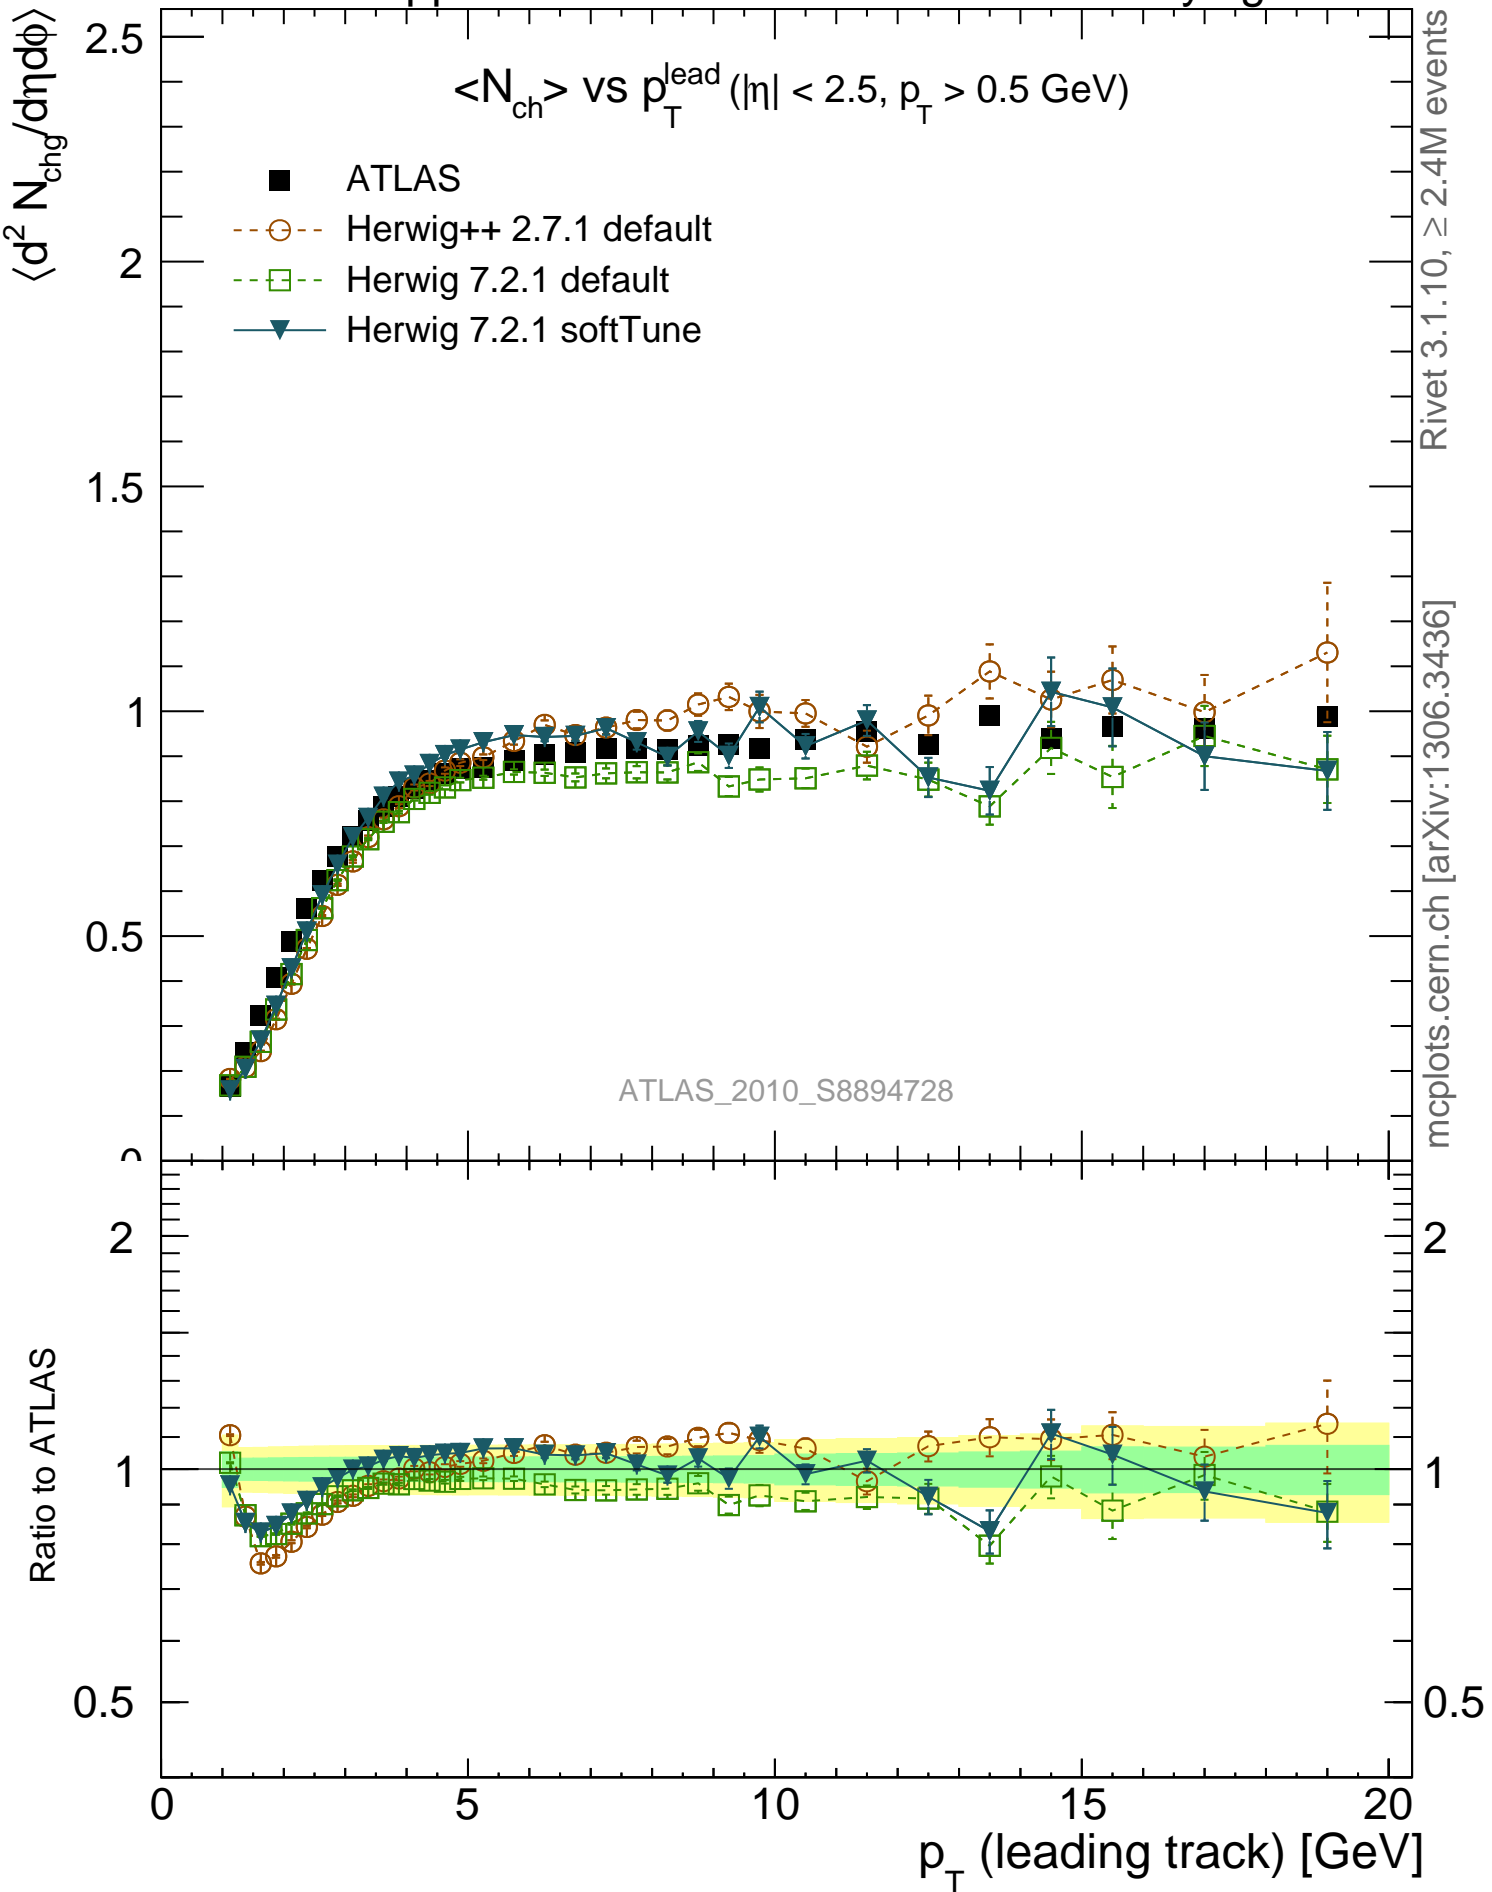 <N_ch> vs p_T^lead (|η| < 2.5, p_T > 0.5 GeV)
⟨d² N_chg/dηdϕ⟩
ATLAS
Herwig++ 2.7.1 default
Herwig 7.2.1 default
Herwig 7.2.1 softTune
2.5
2
1.5
1
0.5
0
ATLAS_2010_S8894728
Rivet 3.1.10, ≥ 2.4M events
mcplots.cern.ch [arXiv:1306.3436]
Ratio to ATLAS
2
1
0.5
2
1
0.5
0
5
10
15
20
p_T (leading track) [GeV]